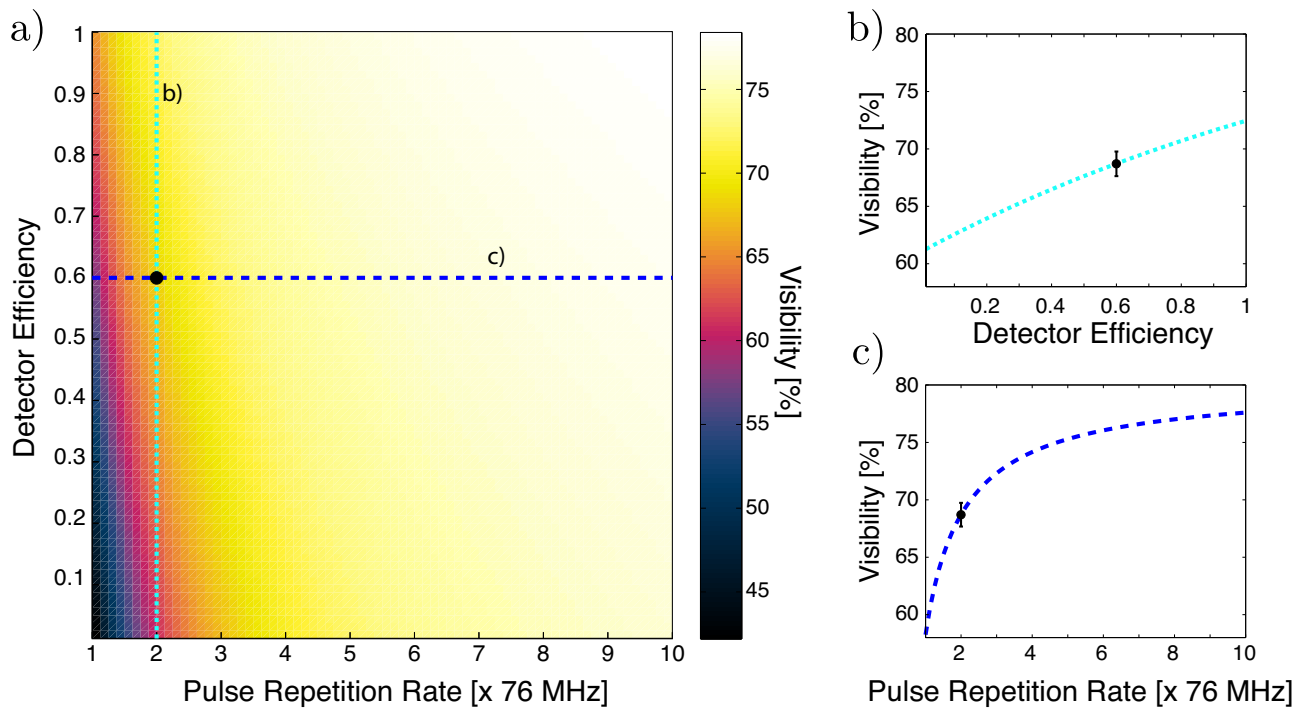 a)
1
0.9
0.8
0.7
0.6
0.5
0.4
0.3
0.2
0.1
Detector Efficiency
b)
c)
1 2 3 4 5 6 7 8 9 10
Pulse Repetition Rate [x 76 MHz]
75
70
65
60
55
50
45
Visibility [%]
b)
80
75
70
65
60
Visibility [%]
0.2 0.4 0.6 0.8 1
Detector Efficiency
c)
80
75
70
65
60
Visibility [%]
2 4 6 8 10
Pulse Repetition Rate [x 76 MHz]